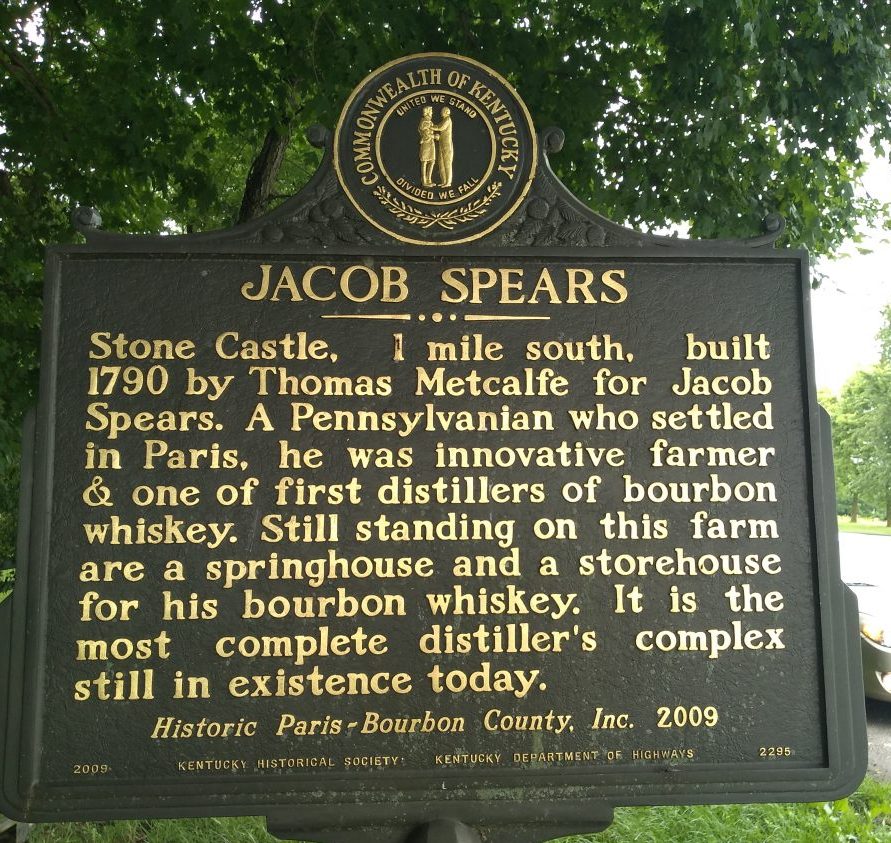 COMMONWEALTH OF KENTUCKY
UNITED WE STAND
DIVIDED WE FALL
JACOB SPEARS
Stone Castle, 1 mile south, built
1790 by Thomas Metcalfe for Jacob
Spears. A Pennsylvanian who settled
in Paris, he was innovative farmer
& one of first distillers of bourbon
whiskey. Still standing on this farm
are a springhouse and a storehouse
for his bourbon whiskey. It is the
most complete distiller's complex
still in existence today.
Historic Paris-Bourbon County, Inc. 2009
2009 KENTUCKY HISTORICAL SOCIETY · KENTUCKY DEPARTMENT OF HIGHWAYS 2295